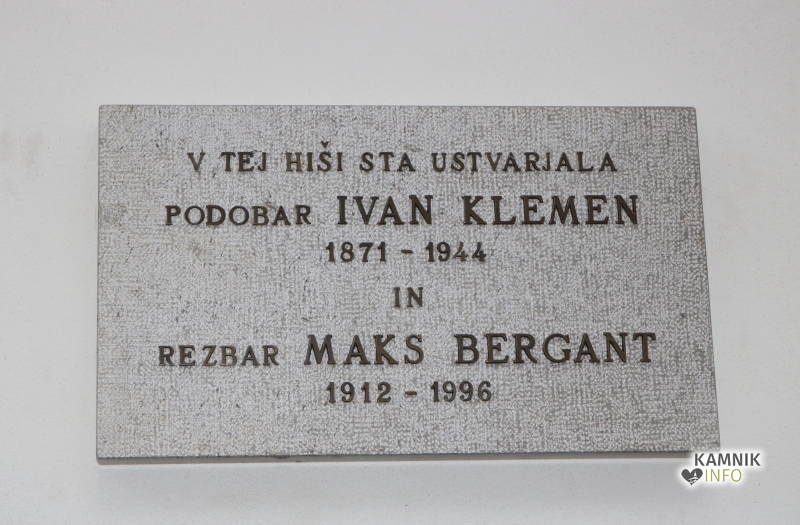 V TEJ HIŠI STA USTVARJALA
PODOBAR IVAN KLEMEN
1871 - 1944
IN
REZBAR MAKS BERGANT
1912 - 1996
KAMNIK
INFO